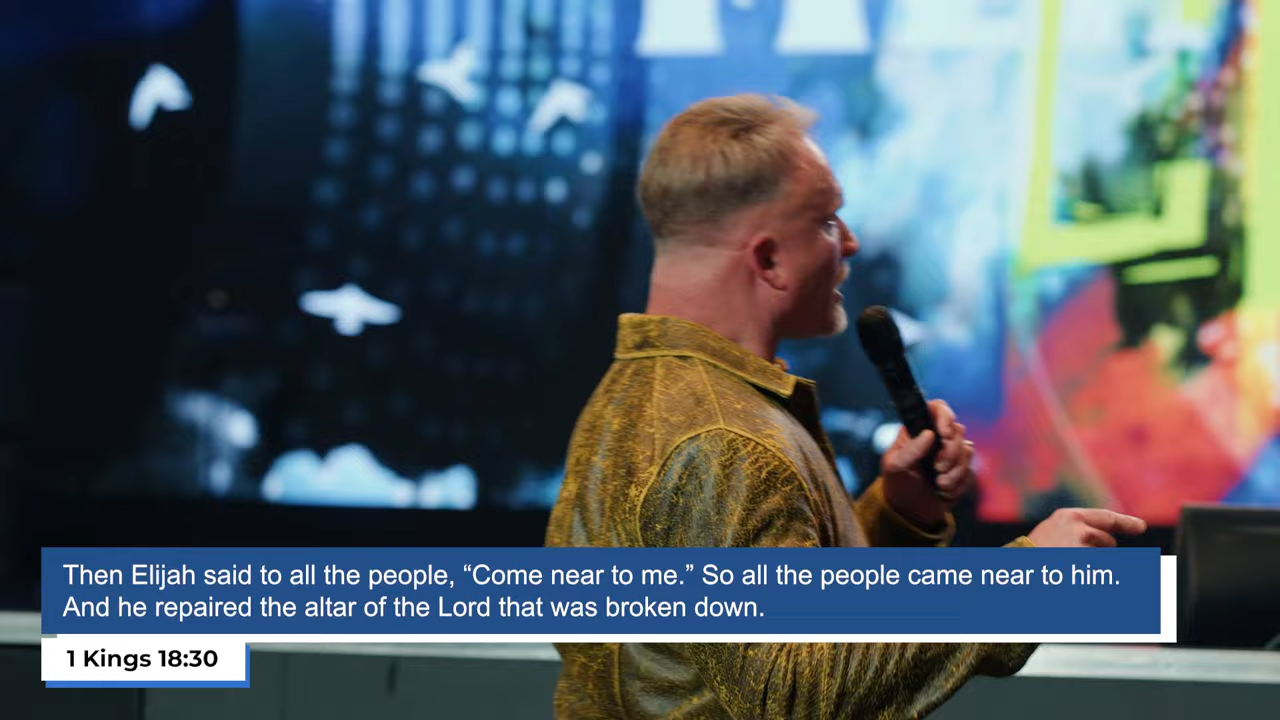 Then Elijah said to all the people, “Come near to me.” So all the people came near to him.
And he repaired the altar of the Lord that was broken down.
1 Kings 18:30